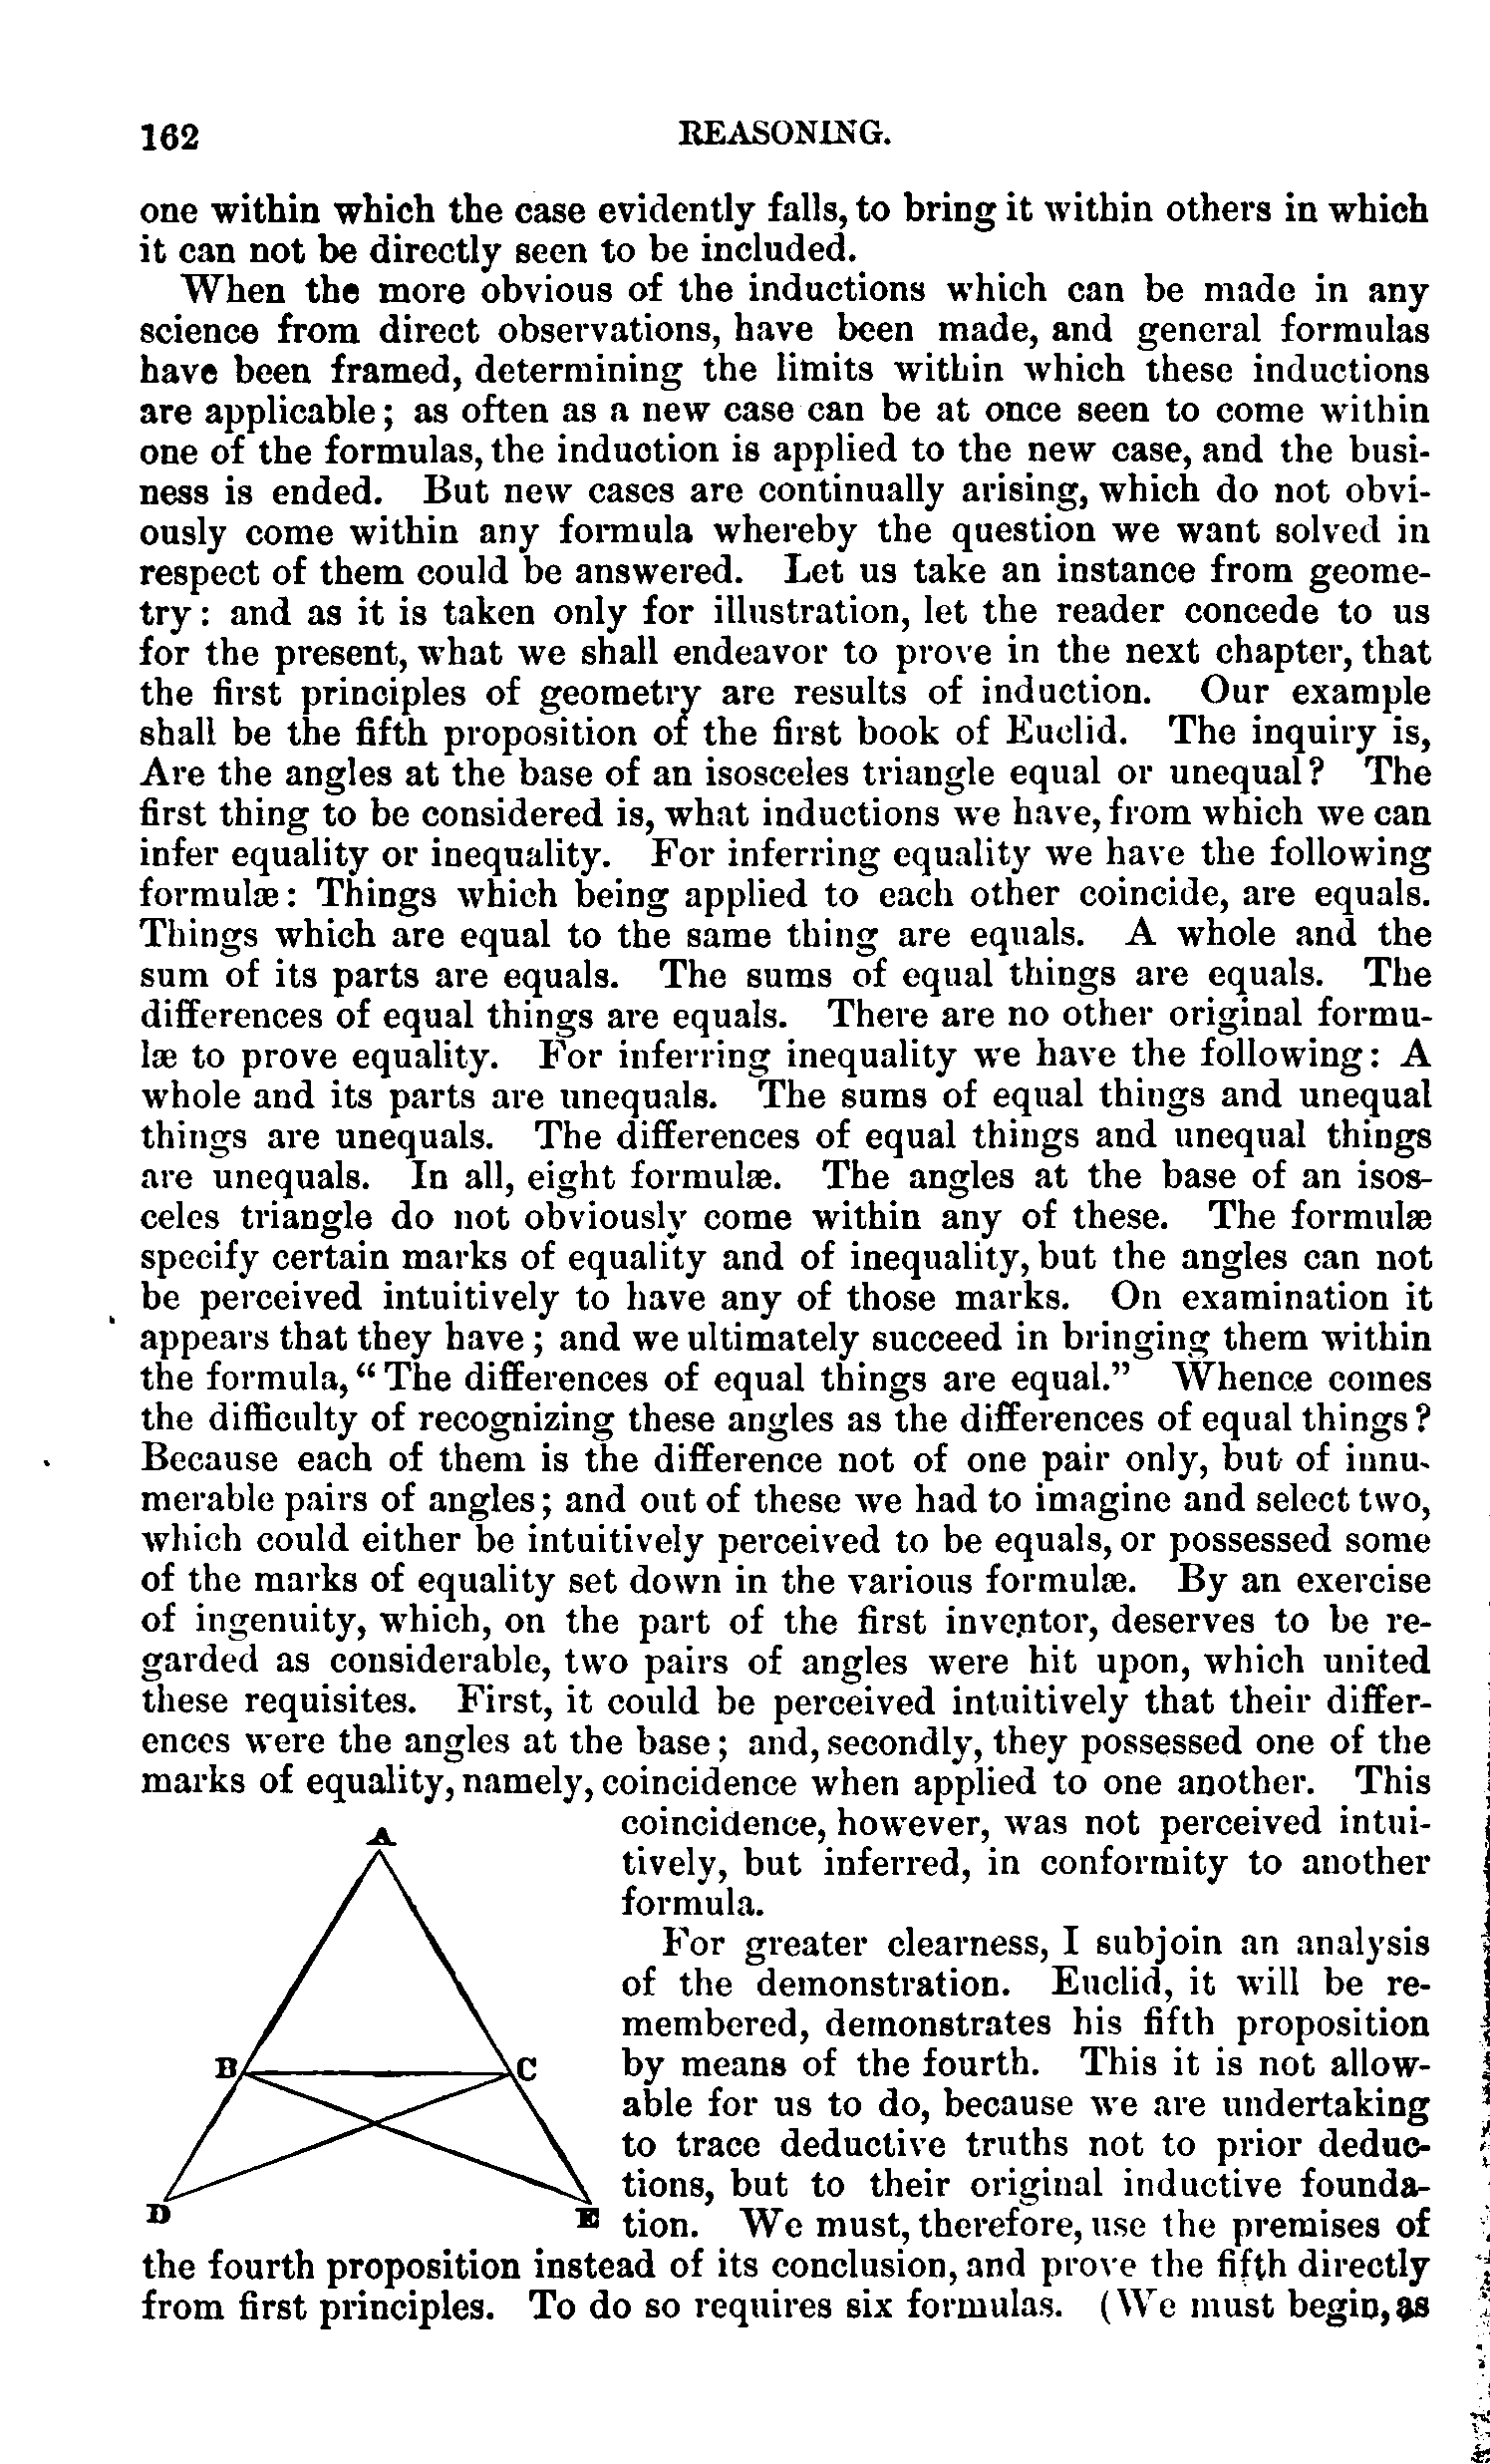 162 REASONING.
one within which the case evidently falls, to bring it within others in which
it can not be directly seen to be included.
When the more obvious of the inductions which can be made in any
science from direct observations, have been made, and general formulas
have been framed, determining the limits within which these inductions
are applicable; as often as a new case can be at once seen to come within
one of the formulas, the induction is applied to the new case, and the busi-
ness is ended. But new cases are continually arising, which do not obvi-
ously come within any formula whereby the question we want solved in
respect of them could be answered. Let us take an instance from geome-
try: and as it is taken only for illustration, let the reader concede to us
for the present, what we shall endeavor to prove in the next chapter, that
the first principles of geometry are results of induction. Our example
shall be the fifth proposition of the first book of Euclid. The inquiry is,
Are the angles at the base of an isosceles triangle equal or unequal? The
first thing to be considered is, what inductions we have, from which we can
infer equality or inequality. For inferring equality we have the following
formulæ: Things which being applied to each other coincide, are equals.
Things which are equal to the same thing are equals. A whole and the
sum of its parts are equals. The sums of equal things are equals. The
differences of equal things are equals. There are no other original formu-
læ to prove equality. For inferring inequality we have the following: A
whole and its parts are unequals. The sums of equal things and unequal
things are unequals. The differences of equal things and unequal things
are unequals. In all, eight formulæ. The angles at the base of an isos-
celes triangle do not obviously come within any of these. The formulæ
specify certain marks of equality and of inequality, but the angles can not
be perceived intuitively to have any of those marks. On examination it
appears that they have; and we ultimately succeed in bringing them within
the formula, “The differences of equal things are equal.” Whence comes
the difficulty of recognizing these angles as the differences of equal things?
Because each of them is the difference not of one pair only, but of innu-
merable pairs of angles; and out of these we had to imagine and select two,
which could either be intuitively perceived to be equals, or possessed some
of the marks of equality set down in the various formulæ. By an exercise
of ingenuity, which, on the part of the first inventor, deserves to be re-
garded as considerable, two pairs of angles were hit upon, which united
these requisites. First, it could be perceived intuitively that their differ-
ences were the angles at the base; and, secondly, they possessed one of the
marks of equality, namely, coincidence when applied to one another. This
coincidence, however, was not perceived intui-
tively, but inferred, in conformity to another
formula.
For greater clearness, I subjoin an analysis
of the demonstration. Euclid, it will be re-
membered, demonstrates his fifth proposition
by means of the fourth. This it is not allow-
able for us to do, because we are undertaking
to trace deductive truths not to prior deduc-
tions, but to their original inductive founda-
tion. We must, therefore, use the premises of
the fourth proposition instead of its conclusion, and prove the fifth directly
from first principles. To do so requires six formulas. (We must begin, as
A
B
C
D
E